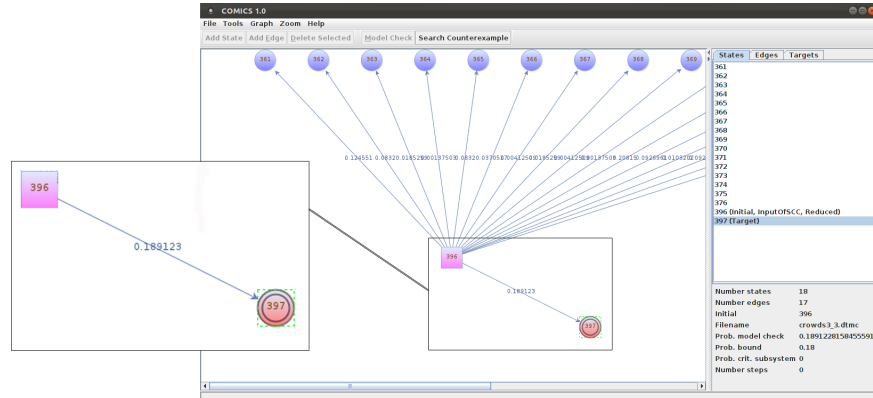 COMICS 1.0
File Tools Graph Zoom Help
Add State Add Edge Delete Selected Model Check Search Counterexample
361 362 363 364 365 366 367 368 369
0.124551
396
0.189123
397
396
0.189123
397
States Edges Targets
361
362
363
364
365
366
367
368
369
370
371
372
373
374
375
376
396 (Initial, InputOfSCC, Reduced)
397 (Target)
Number states 18
Number edges 17
Initial 396
Filename crowds3_3.dtmc
Prob. model check 0.1891228158455591
Prob. bound 0.18
Prob. crit. subsystem 0
Number steps 0